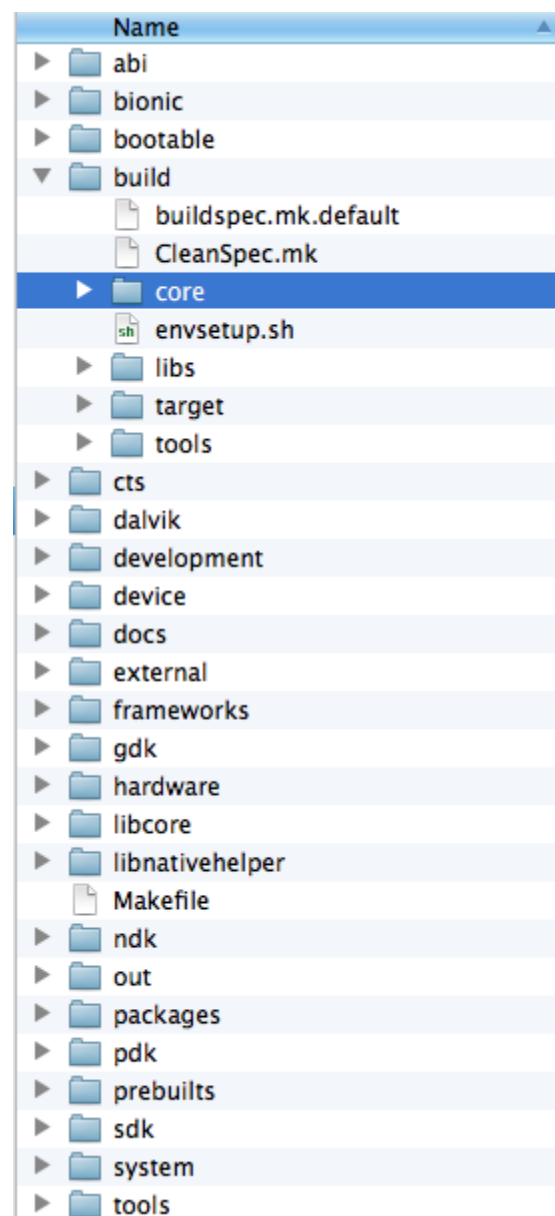 Name
abi
bionic
bootable
build
buildspec.mk.default
CleanSpec.mk
core
sh envsetup.sh
libs
target
tools
cts
dalvik
development
device
docs
external
frameworks
gdk
hardware
libcore
libnativehelper
Makefile
ndk
out
packages
pdk
prebuilts
sdk
system
tools